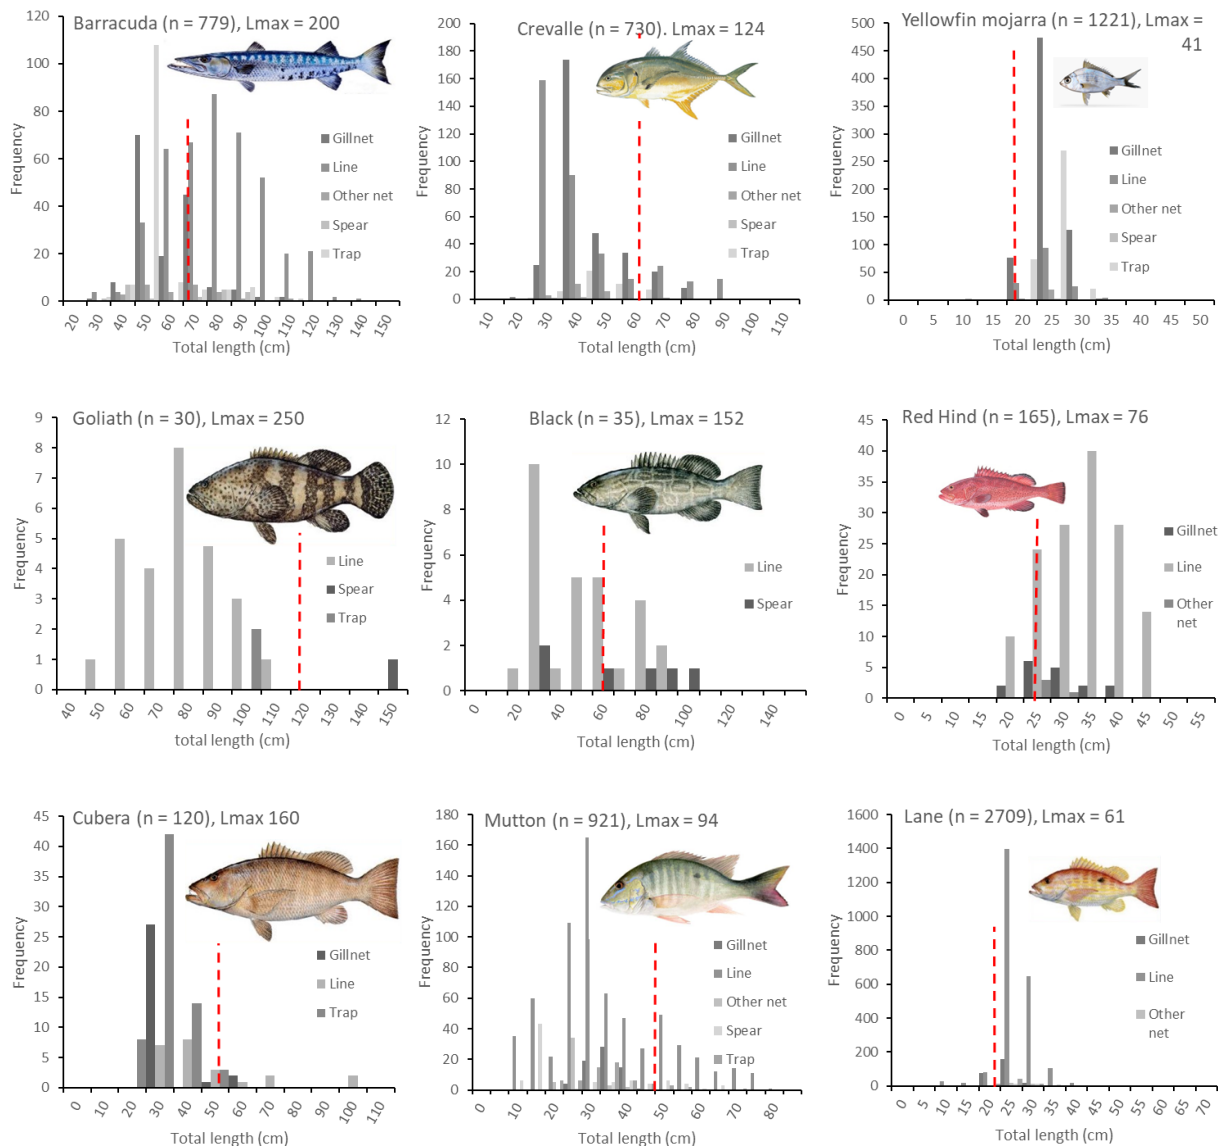 Barracuda (n = 779), Lmax = 200
120
100
80
60
40
20
0
Frequency
Gillnet
Line
Other net
Spear
Trap
20
30
40
50
60
70
80
90
100
110
120
130
140
150
Total length (cm)
Crevalle (n = 730). Lmax = 124
200
180
160
140
120
100
80
60
40
20
0
Frequency
Gillnet
Line
Other net
Spear
Trap
10
20
30
40
50
60
70
80
90
100
110
Total length (cm)
Yellowfin mojarra (n = 1221), Lmax =
41
500
450
400
350
300
250
200
150
100
50
0
Frequency
Gillnet
Line
Other net
Spear
Trap
0
5
10
15
20
25
30
35
40
45
50
Total length (cm)
Goliath (n = 30), Lmax = 250
9
8
7
6
5
4
3
2
1
0
Frequency
Line
Spear
Trap
40
50
60
70
80
90
100
110
120
130
140
150
total length (cm)
Black (n = 35), Lmax = 152
12
10
8
6
4
2
0
Frequency
Line
Spear
0
20
40
60
80
100
120
140
Total length (cm)
Red Hind (n = 165), Lmax = 76
45
40
35
30
25
20
15
10
5
0
Frequency
Gillnet
Line
Other
net
0
5
10
15
20
25
30
35
40
45
50
55
Total length (cm)
Cubera (n = 120), Lmax 160
45
40
35
30
25
20
15
10
5
0
Frequency
Gillnet
Line
Trap
0
10
20
30
40
50
60
70
80
90
100
110
Total length (cm)
Mutton (n = 921), Lmax = 94
180
160
140
120
100
80
60
40
20
0
Frequency
Gillnet
Line
Other net
Spear
Trap
0
10
20
30
40
50
60
70
80
Total length (cm)
Lane (n = 2709), Lmax = 61
1600
1400
1200
1000
800
600
400
200
0
Frequency
Gillnet
Line
Other
net
0
10
20
30
40
50
60
70
Total length (cm)